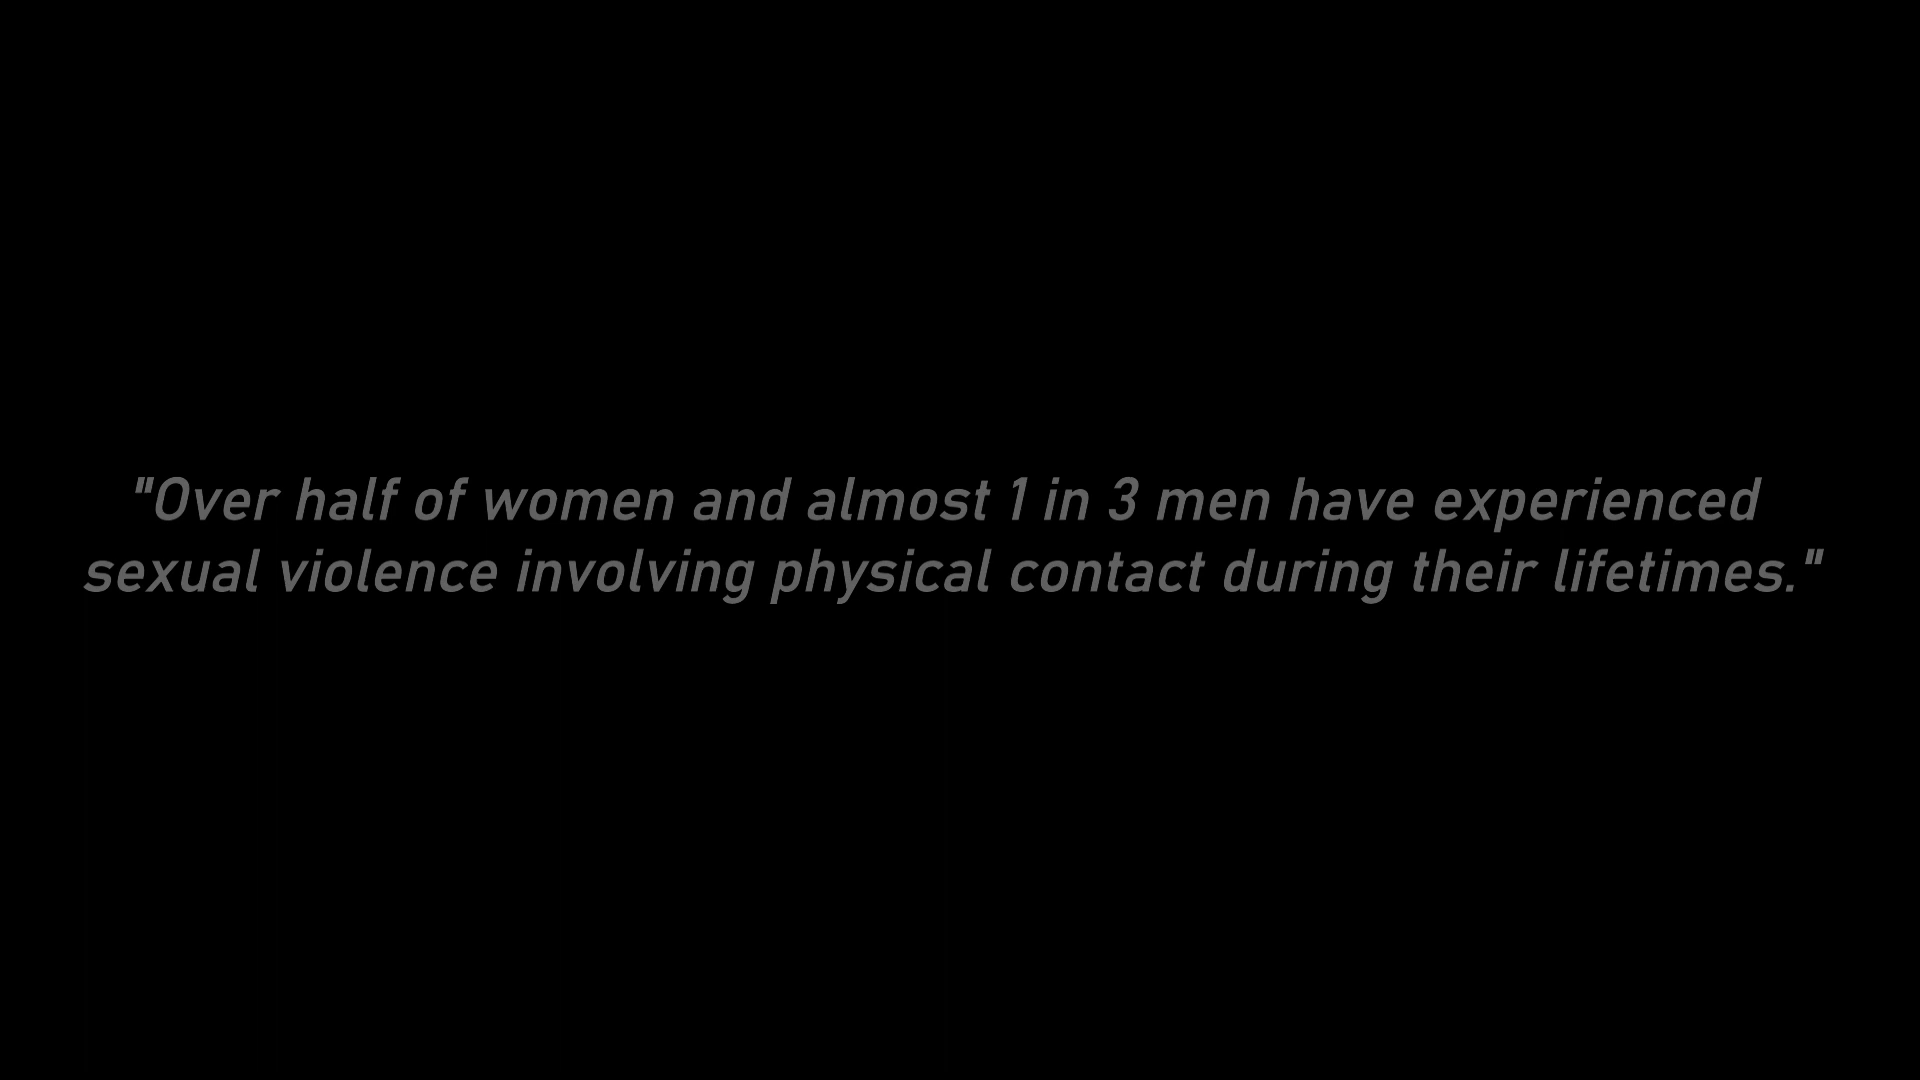 "Over half of women and almost 1 in 3 men have experienced
sexual violence involving physical contact during their lifetimes."